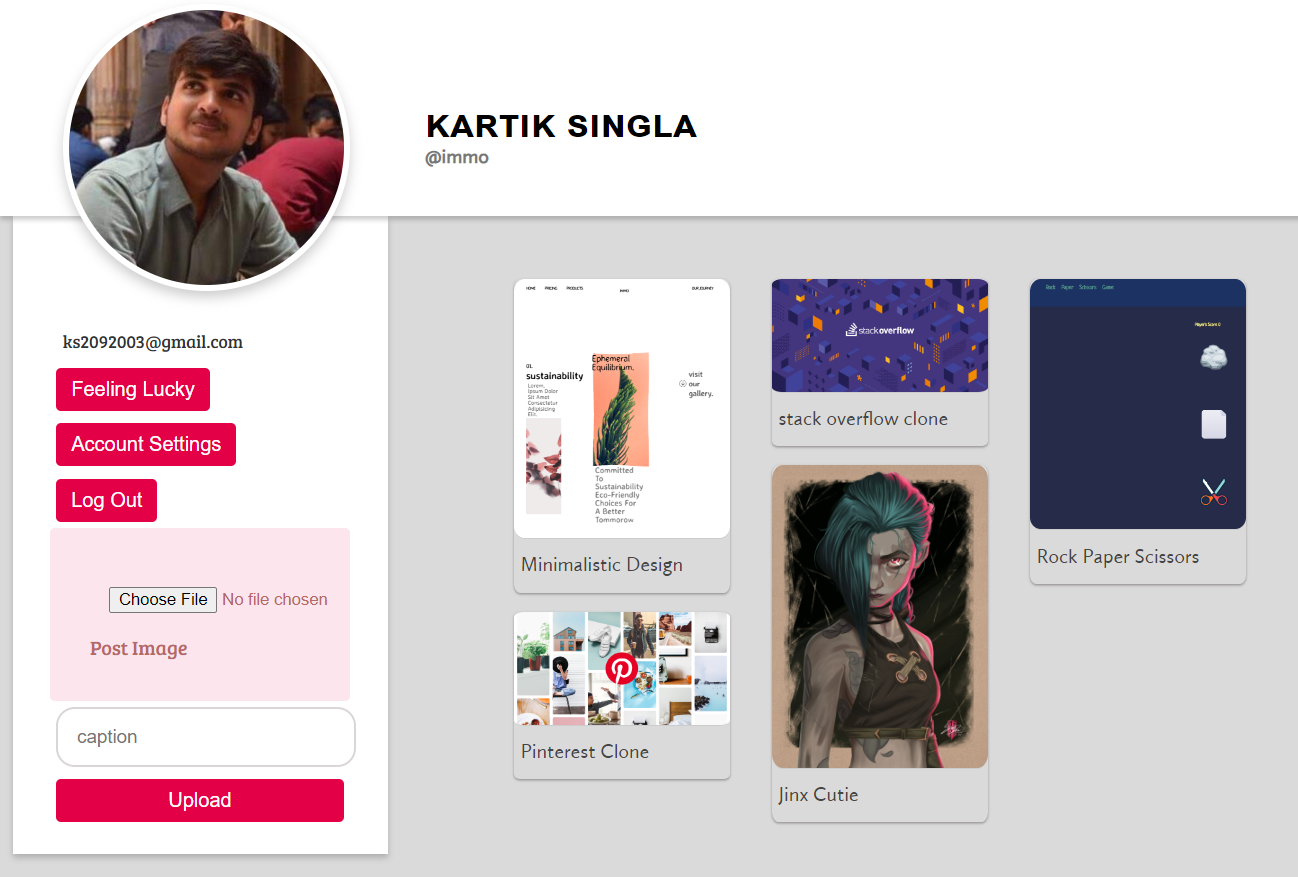 KARTIK SINGLA
@immo
ks2092003@gmail.com
Feeling Lucky
Account Settings
Log Out
Choose File No file chosen
Post Image
caption
Upload
HOME PRICING PRODUCTS IMMO OUR JOURNEY
01.
sustainability
Lorem,
Ipsum Dolor
Sit Amet
Consectetur
Adipisicing
Elit.
Ephemeral
Equilibrium.
visit
our
gallery.
Committed
To
Sustainability
Eco-Friendly
Choices For
A Better
Tommorow
Minimalistic Design
Pinterest Clone
stackoverflow
stack overflow clone
Jinx Cutie
Rock Paper Scissors Game
Player's Score: 0
Rock Paper Scissors